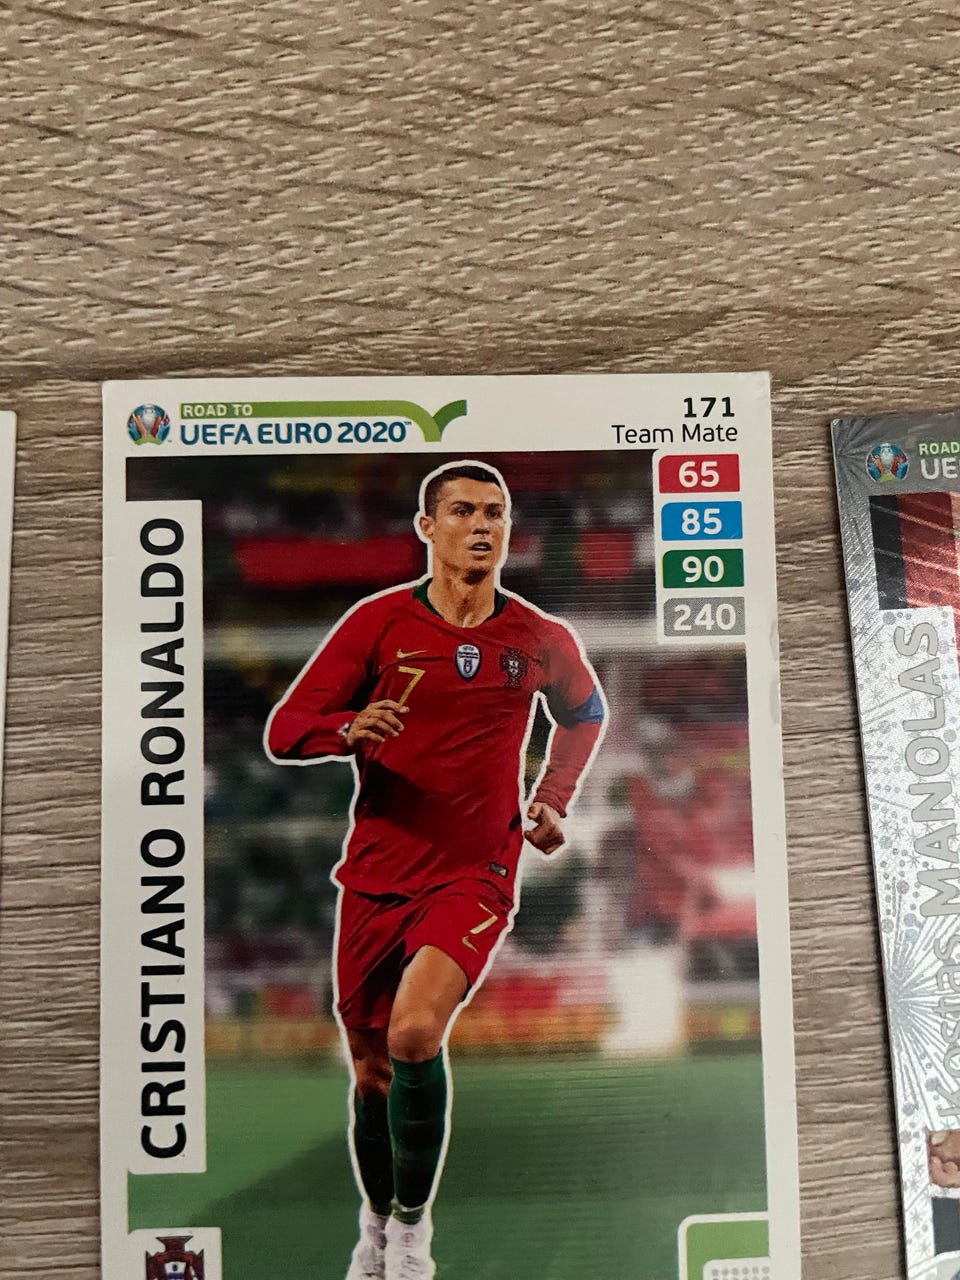 ROAD TO
UEFA EURO 2020™
171
Team Mate
65
85
90
240
CRISTIANO RONALDO
7
7
ROAD
UE
Kostas MANOLAS